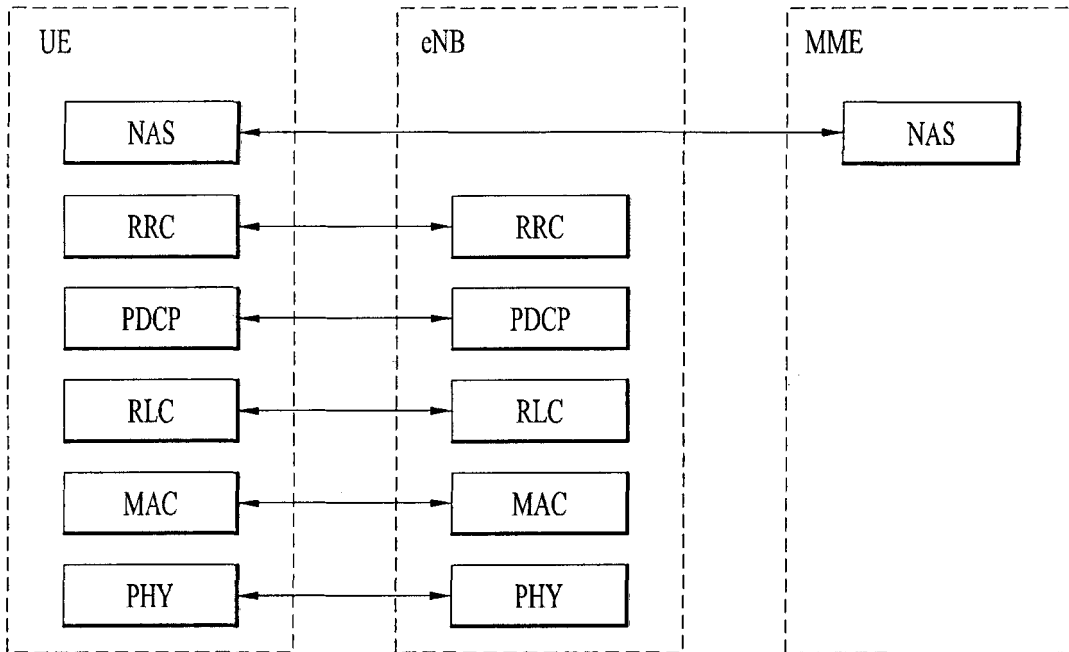 UE eNB MME
NAS NAS
RRC RRC
PDCP PDCP
RLC RLC
MAC MAC
PHY PHY